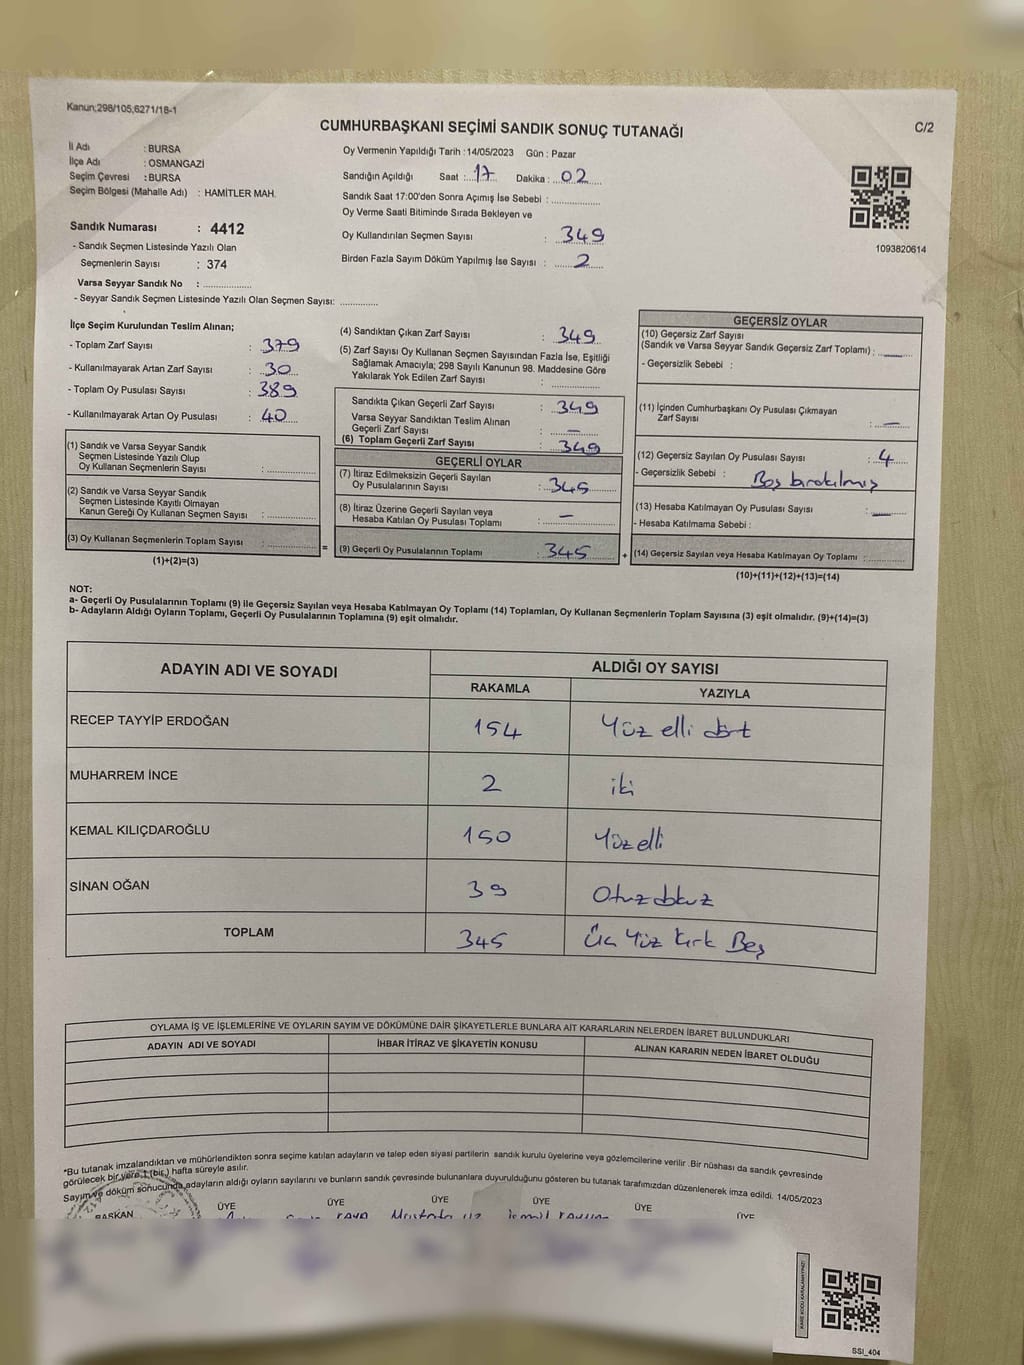 Kanun;298/105,6271/18-1
CUMHURBAŞKANI SEÇİMİ SANDIK SONUÇ TUTANAĞI
C/2
İl Adı : BURSA
İlçe Adı : OSMANGAZİ
Seçim Çevresi : BURSA
Seçim Bölgesi (Mahalle Adı) : HAMİTLER MAH.
Sandık Numarası : 4412
- Sandık Seçmen Listesinde Yazılı Olan
Seçmenlerin Sayısı : 374
Varsa Seyyar Sandık No : ..............
- Seyyar Sandık Seçmen Listesinde Yazılı Olan Seçmen Sayısı: ............
Oy Vermenin Yapıldığı Tarih : 14/05/2023 Gün : Pazar
Sandığın Açıldığı Saat : 17 Dakika : 02
Sandık Saat 17:00'den Sonra Açımış İse Sebebi : ..............
Oy Verme Saati Bitiminde Sırada Bekleyen ve
Oy Kullandırılan Seçmen Sayısı : 349
Birden Fazla Sayım Döküm Yapılmış İse Sayısı : 2
1093820614
İlçe Seçim Kurulundan Teslim Alınan;
- Toplam Zarf Sayısı : 379
- Kullanılmayarak Artan Zarf Sayısı : 30
- Toplam Oy Pusulası Sayısı : 389
- Kullanılmayarak Artan Oy Pusulası : 40
(1) Sandık ve Varsa Seyyar Sandık
Seçmen Listesinde Yazılı Olup
Oy Kullanan Seçmenlerin Sayısı : ..............
(2) Sandık ve Varsa Seyyar Sandık
Seçmen Listesinde Kayıtlı Olmayan
Kanun Gereği Oy Kullanan Seçmen Sayısı : ..............
(3) Oy Kullanan Seçmenlerin Toplam Sayısı : ..............
(1)+(2)=(3)
=
(4) Sandıktan Çıkan Zarf Sayısı : 349
(5) Zarf Sayısı Oy Kullanan Seçmen Sayısından Fazla İse, Eşitliği
Sağlamak Amacıyla; 298 Sayılı Kanunun 98. Maddesine Göre
Yakılarak Yok Edilen Zarf Sayısı : ..............
Sandıkta Çıkan Geçerli Zarf Sayısı : 349
Varsa Seyyar Sandıktan Teslim Alınan
Geçerli Zarf Sayısı : —
(6) Toplam Geçerli Zarf Sayısı : 349
GEÇERLİ OYLAR
(7) İtiraz Edilmeksizin Geçerli Sayılan
Oy Pusulalarının Sayısı : 345
(8) İtiraz Üzerine Geçerli Sayılan veya
Hesaba Katılan Oy Pusulası Toplamı : —
(9) Geçerli Oy Pusulalarının Toplamı : 345
+
GEÇERSİZ OYLAR
(10) Geçersiz Zarf Sayısı
(Sandık ve Varsa Seyyar Sandık Geçersiz Zarf Toplamı) : —
- Geçersizlik Sebebi :
(11) İçinden Cumhurbaşkanı Oy Pusulası Çıkmayan
Zarf Sayısı : —
(12) Geçersiz Sayılan Oy Pusulası Sayısı : 4
- Geçersizlik Sebebi : Boş bırakılmış
(13) Hesaba Katılmayan Oy Pusulası Sayısı : —
- Hesaba Katılmama Sebebi :
(14) Geçersiz Sayılan veya Hesaba Katılmayan Oy Toplamı : ..............
(10)+(11)+(12)+(13)=(14)
NOT:
a- Geçerli Oy Pusulalarının Toplamı (9) ile Geçersiz Sayılan veya Hesaba Katılmayan Oy Toplamı (14) Toplamları, Oy Kullanan Seçmenlerin Toplam Sayısına (3) eşit olmalıdır. (9)+(14)=(3)
b- Adayların Aldığı Oyların Toplamı, Geçerli Oy Pusulalarının Toplamına (9) eşit olmalıdır.
ADAYIN ADI VE SOYADI ALDIĞI OY SAYISI
RAKAMLA YAZIYLA
RECEP TAYYİP ERDOĞAN 154 Yüz elli dört
MUHARREM İNCE 2 iki
KEMAL KILIÇDAROĞLU 150 Yüz elli
SİNAN OĞAN 39 Otuz dokuz
TOPLAM 345 Üç Yüz Kırk Beş
OYLAMA İŞ VE İŞLEMLERİNE VE OYLARIN SAYIM VE DÖKÜMÜNE DAİR ŞİKAYETLERLE BUNLARA AİT KARARLARIN NELERDEN İBARET BULUNDUKLARI
ADAYIN ADI VE SOYADI İHBAR İTİRAZ VE ŞİKAYETİN KONUSU ALINAN KARARIN NEDEN İBARET OLDUĞU
*Bu tutanak imzalandıktan ve mühürlendikten sonra seçime katılan adayların ve talep eden siyasi partilerin sandık kurulu üyelerine veya gözlemcilerine verilir .Bir nüshası da sandık çevresinde
görülecek bir yere 1 (bir) hafta süreyle asılır.
Sayım ve döküm sonucunda adayların aldığı oyların sayılarını ve bunların sandık çevresinde bulunanlara duyurulduğunu gösteren bu tutanak tarafımızdan düzenlenerek imza edildi. 14/05/2023
BAŞKAN ÜYE ÜYE ÜYE ÜYE ÜYE ÜYE
KARE KODU KARALAMAYINIZ!
SSI_404